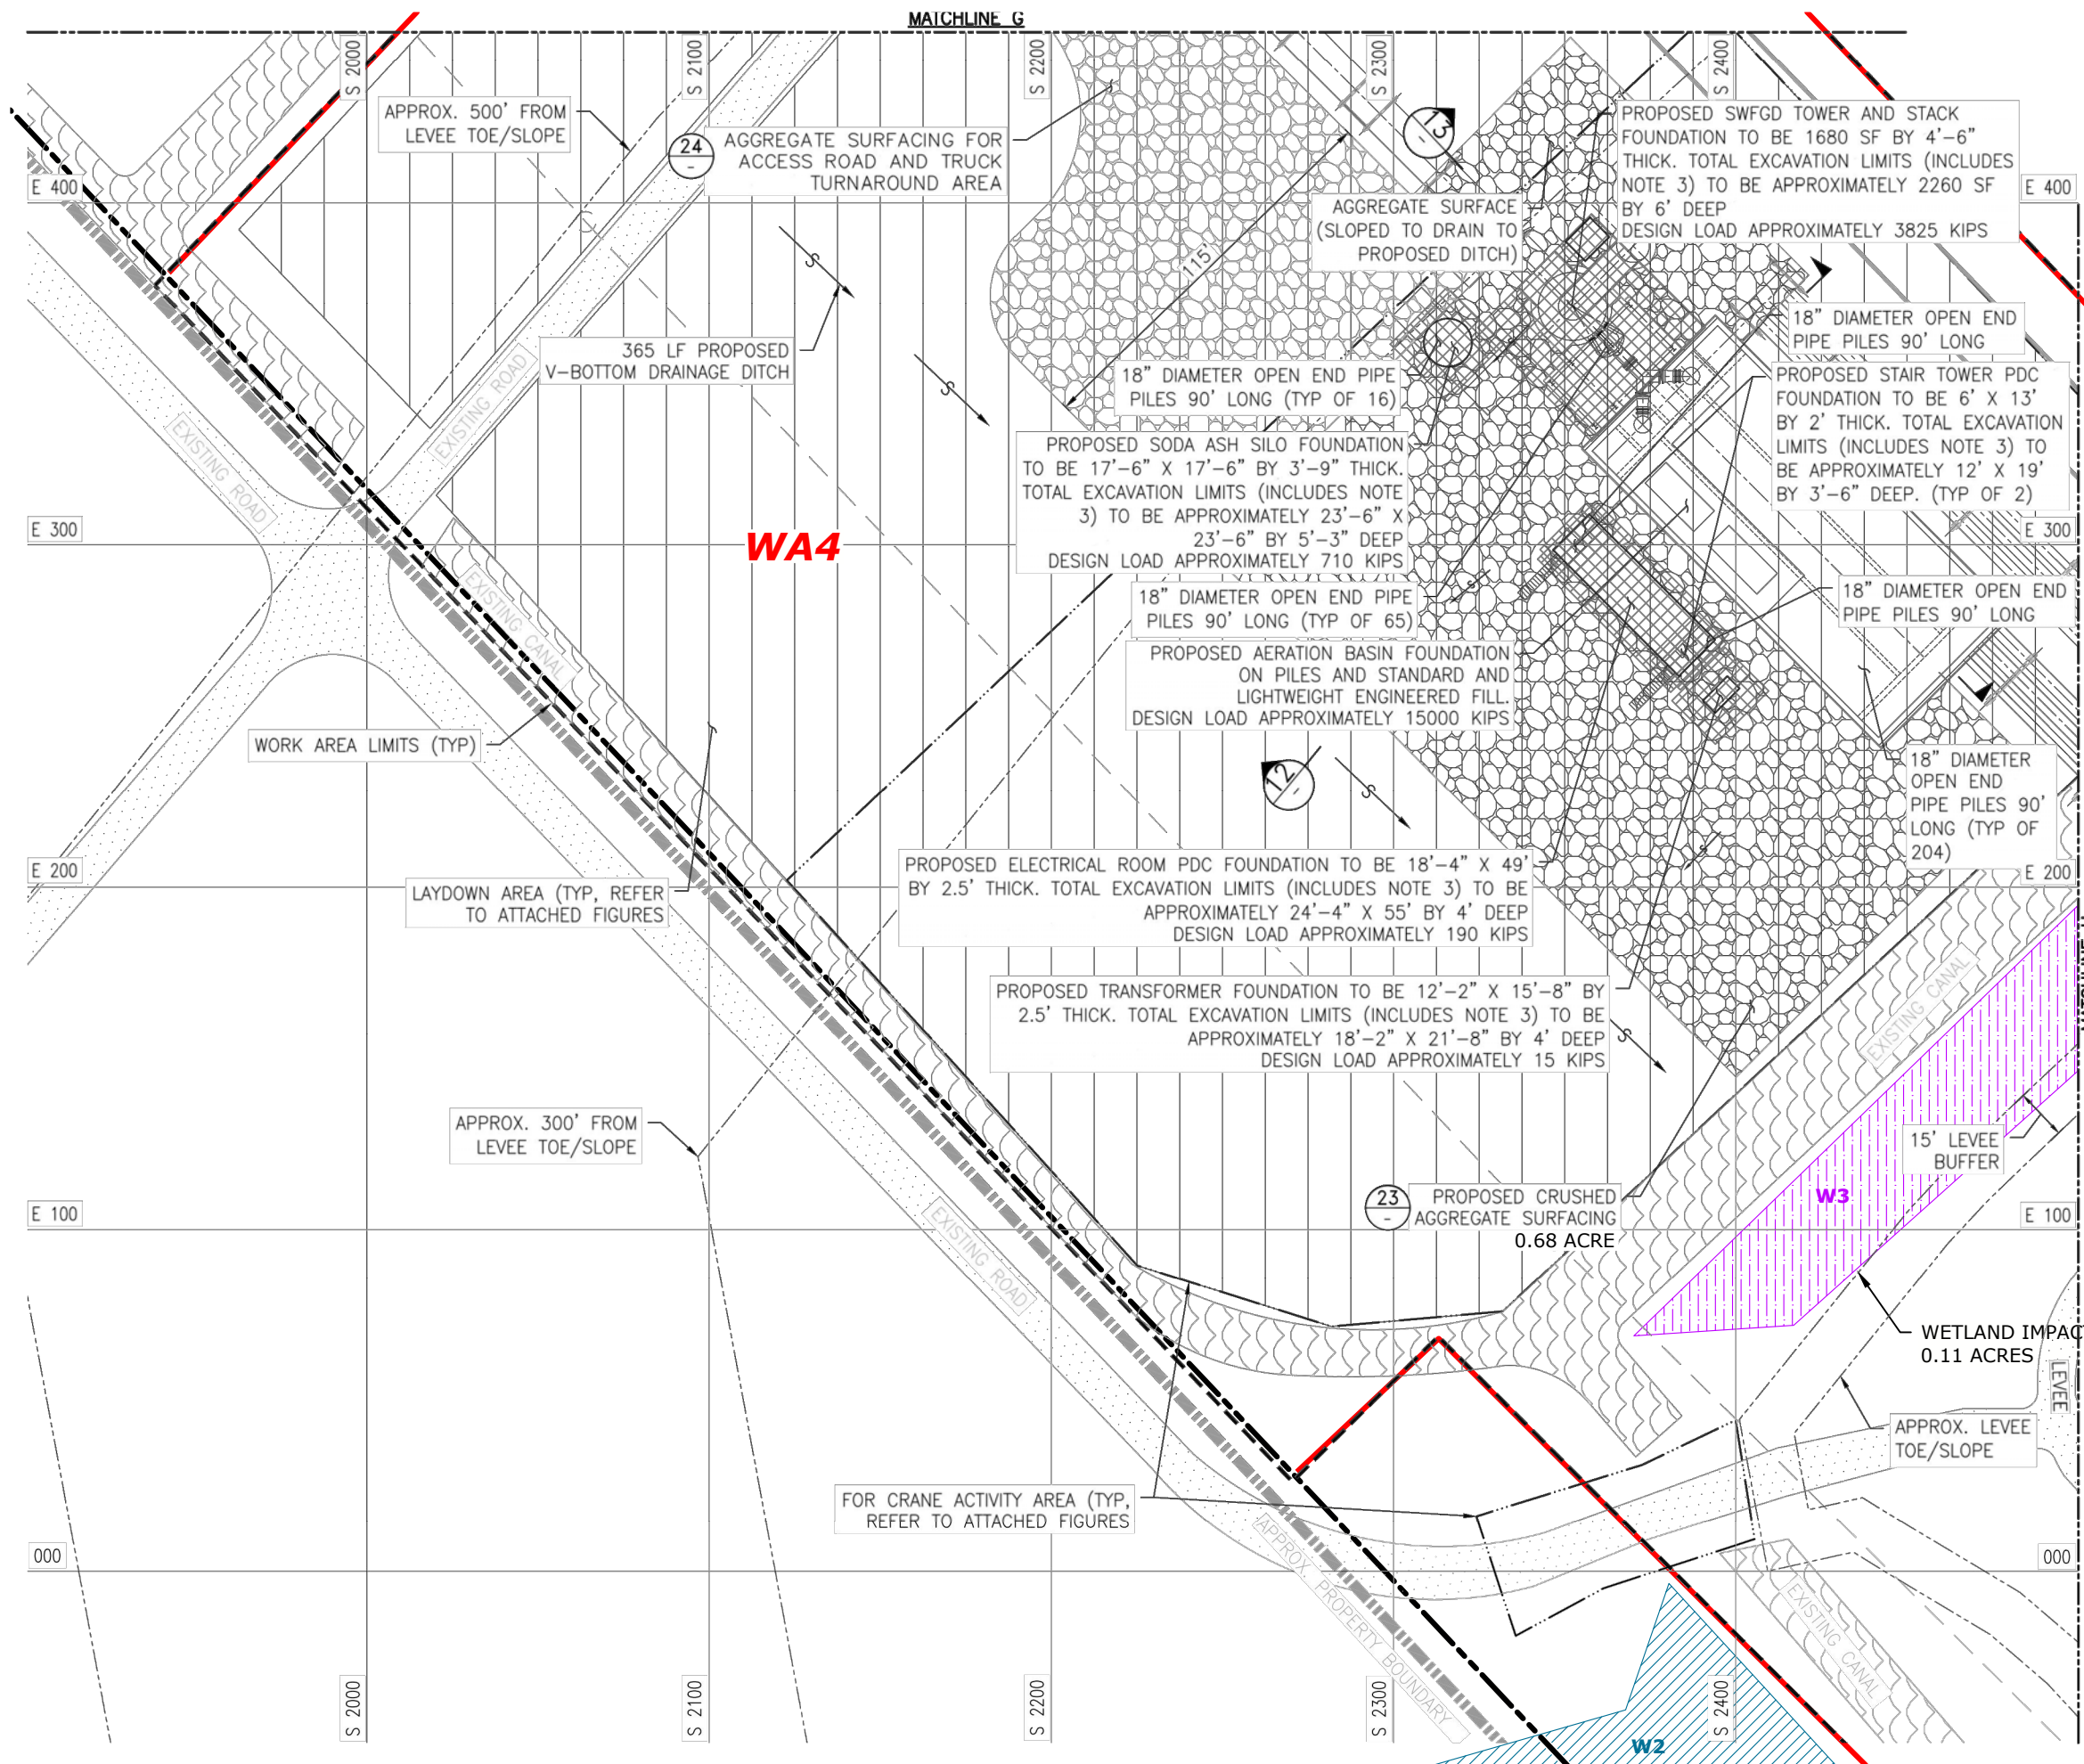 MATCHLINE G
S 2000
S 2100
S 2200
S 2300
S 2400
APPROX. 500' FROM
LEVEE TOE/SLOPE
24
-
AGGREGATE SURFACING FOR
ACCESS ROAD AND TRUCK
TURNAROUND AREA
13
PROPOSED SWFGD TOWER AND STACK
FOUNDATION TO BE 1680 SF BY 4'-6"
THICK. TOTAL EXCAVATION LIMITS (INCLUDES
NOTE 3) TO BE APPROXIMATELY 2260 SF
BY 6' DEEP
DESIGN LOAD APPROXIMATELY 3825 KIPS
E 400
E 400
AGGREGATE SURFACE
(SLOPED TO DRAIN TO
PROPOSED DITCH)
115'
S
18" DIAMETER OPEN END
PIPE PILES 90' LONG
365 LF PROPOSED
V-BOTTOM DRAINAGE DITCH
S
18" DIAMETER OPEN END PIPE
PILES 90' LONG (TYP OF 16)
PROPOSED STAIR TOWER PDC
FOUNDATION TO BE 6' X 13'
BY 2' THICK. TOTAL EXCAVATION
LIMITS (INCLUDES NOTE 3) TO
BE APPROXIMATELY 12' X 19'
BY 3'-6" DEEP. (TYP OF 2)
EXISTING ROAD
EXISTING ROAD
PROPOSED SODA ASH SILO FOUNDATION
TO BE 17'-6" X 17'-6" BY 3'-9" THICK.
TOTAL EXCAVATION LIMITS (INCLUDES NOTE
3) TO BE APPROXIMATELY 23'-6" X
23'-6" BY 5'-3" DEEP
DESIGN LOAD APPROXIMATELY 710 KIPS
E 300
E 300
WA4
EXISTING CANAL
18" DIAMETER OPEN END PIPE
PILES 90' LONG (TYP OF 65)
S
18" DIAMETER OPEN END
PIPE PILES 90' LONG
PROPOSED AERATION BASIN FOUNDATION
ON PILES AND STANDARD AND
LIGHTWEIGHT ENGINEERED FILL.
DESIGN LOAD APPROXIMATELY 15000 KIPS
WORK AREA LIMITS (TYP)
12
-
S
18" DIAMETER
OPEN END
PIPE PILES 90'
LONG (TYP OF
204)
E 200
E 200
LAYDOWN AREA (TYP, REFER
TO ATTACHED FIGURES
PROPOSED ELECTRICAL ROOM PDC FOUNDATION TO BE 18'-4" X 49'
BY 2.5' THICK. TOTAL EXCAVATION LIMITS (INCLUDES NOTE 3) TO BE
APPROXIMATELY 24'-4" X 55' BY 4' DEEP
DESIGN LOAD APPROXIMATELY 190 KIPS
S
PROPOSED TRANSFORMER FOUNDATION TO BE 12'-2" X 15'-8" BY
2.5' THICK. TOTAL EXCAVATION LIMITS (INCLUDES NOTE 3) TO BE
APPROXIMATELY 18'-2" X 21'-8" BY 4' DEEP
DESIGN LOAD APPROXIMATELY 15 KIPS
S
EXISTING CANAL
APPROX. 300' FROM
LEVEE TOE/SLOPE
15' LEVEE
BUFFER
W3
E 100
E 100
23
-
PROPOSED CRUSHED
AGGREGATE SURFACING
0.68 ACRE
EXISTING ROAD
WETLAND IMPAC
0.11 ACRES
LEVEE
APPROX. LEVEE
TOE/SLOPE
FOR CRANE ACTIVITY AREA (TYP,
REFER TO ATTACHED FIGURES
000
000
APPROX. PROPERTY BOUNDARY
EXISTING CANAL
S 2000
S 2100
S 2200
S 2300
S 2400
W2